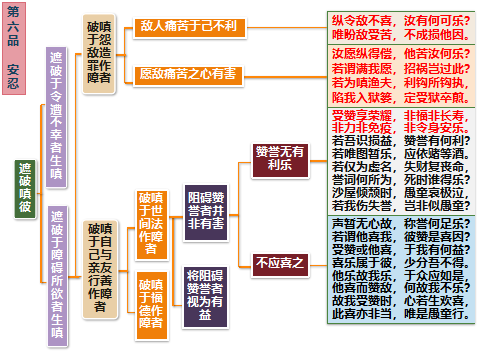 第六品 安忍
遮破嗔彼
遮破于令遭不幸者生嗔
遮破于障碍所欲者生嗔
破嗔于怨敌造罪作障者
破嗔于自己与亲友行善作障者
敌人痛苦于己不利
愿敌痛苦之心有害
破嗔于世间法作障者
破嗔于福德作障者
阻碍赞誉者并非有害
将阻碍赞誉者视为有益
赞誉无有利乐
不应喜之
纵令敌不喜，汝有何可乐？
唯盼敌受苦，不成损他因。
汝愿纵得偿，他苦汝何乐？
若谓满我愿，招祸岂过此？
若为嗔渔夫，利钩所钩执，
陷我入狱篓，定受狱卒煎。
受赞享荣耀，非福非长寿，
非力非免疫，非令身安乐。
若吾识损益，赞誉有何利？
若唯图暂乐，应依赌等酒。
若仅为虚名，失财复丧命，
誉词何所为，死时谁得乐？
沙屋倾颓时，愚童哀极泣，
若我伤失誉，岂非似愚童？
声暂无心故，称誉何足乐？
若谓他喜我，彼赞是喜因？
受赞或他喜，于我有何益？
喜乐属于彼，少分吾不得。
他乐故我乐，于众应如是，
他喜而赞敌，何故我不乐？
故我受赞时，心若生欢喜，
此喜亦非当，唯是愚童行。